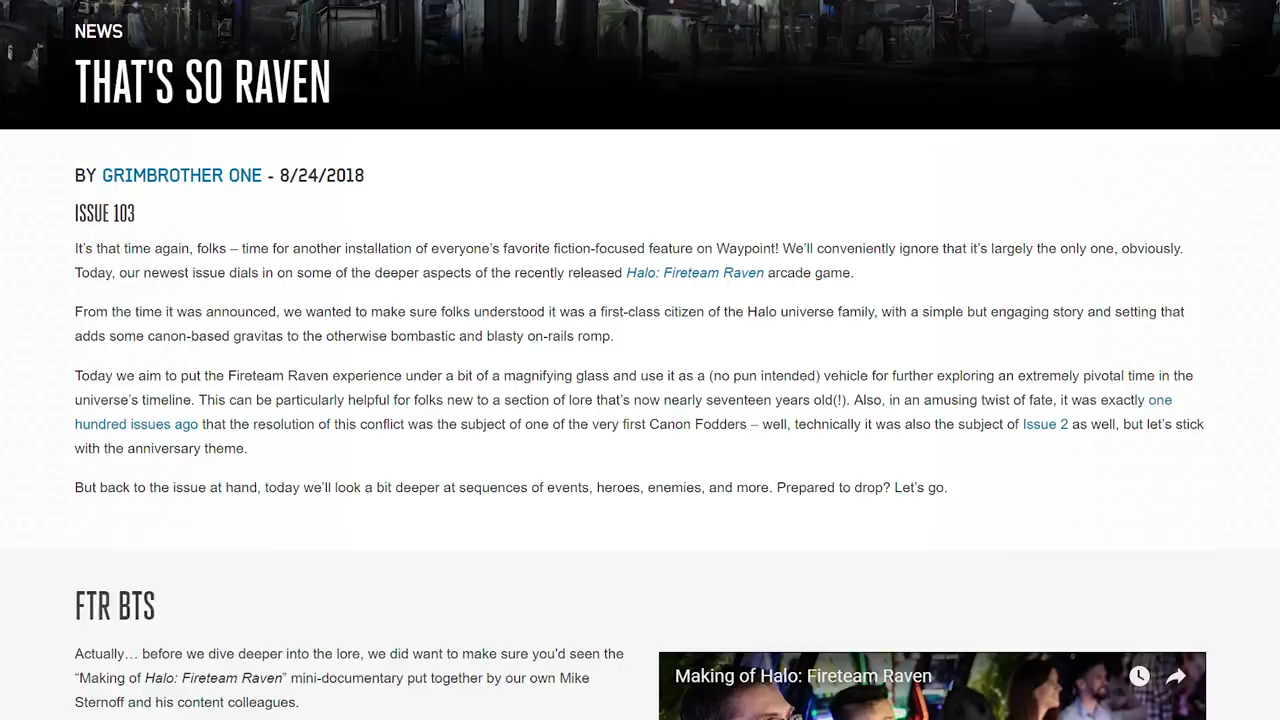 NEWS
THAT'S SO RAVEN
BY GRIMBROTHER ONE - 8/24/2018
ISSUE 103
It's that time again, folks – time for another installation of everyone's favorite fiction-focused feature on Waypoint! We'll conveniently ignore that it's largely the only one, obviously.
Today, our newest issue dials in on some of the deeper aspects of the recently released Halo: Fireteam Raven arcade game.
From the time it was announced, we wanted to make sure folks understood it was a first-class citizen of the Halo universe family, with a simple but engaging story and setting that
adds some canon-based gravitas to the otherwise bombastic and blasty on-rails romp.
Today we aim to put the Fireteam Raven experience under a bit of a magnifying glass and use it as a (no pun intended) vehicle for further exploring an extremely pivotal time in the
universe's timeline. This can be particularly helpful for folks new to a section of lore that's now nearly seventeen years old(!). Also, in an amusing twist of fate, it was exactly one
hundred issues ago that the resolution of this conflict was the subject of one of the very first Canon Fodders – well, technically it was also the subject of Issue 2 as well, but let's stick
with the anniversary theme.
But back to the issue at hand, today we'll look a bit deeper at sequences of events, heroes, enemies, and more. Prepared to drop? Let's go.
FTR BTS
Actually… before we dive deeper into the lore, we did want to make sure you'd seen the
“Making of Halo: Fireteam Raven” mini-documentary put together by our own Mike
Sternoff and his content colleagues.
Making of Halo: Fireteam Raven